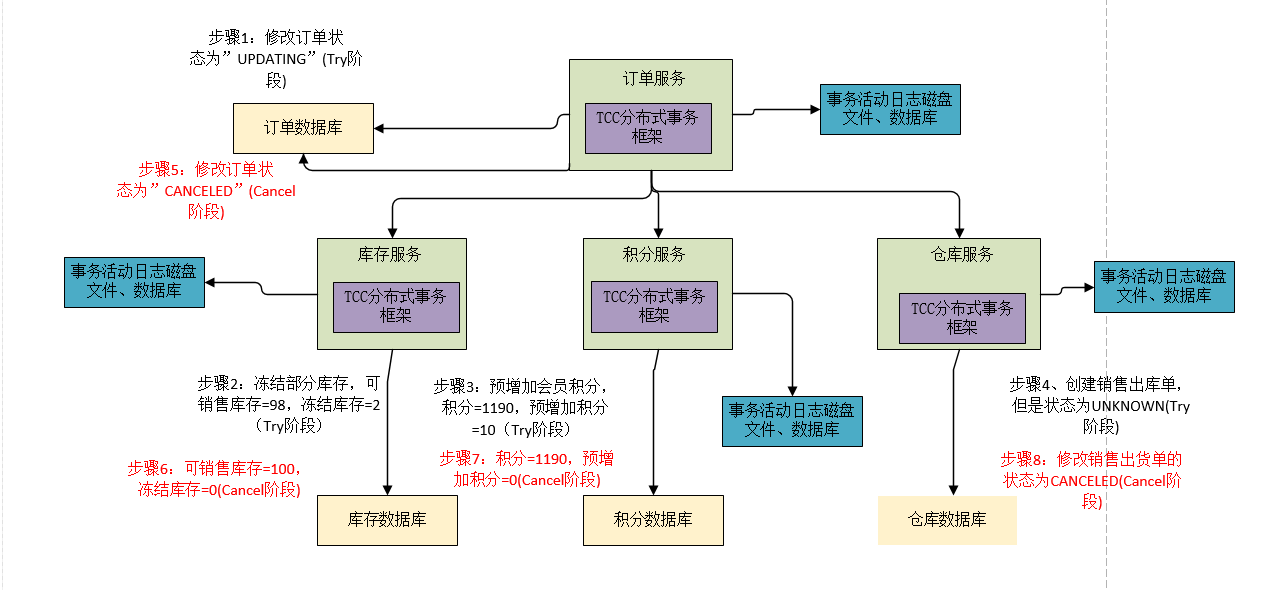 步骤1：修改订单状
态为”UPDATING”(Try阶
段)
订单服务
TCC分布式事务
框架
事务活动日志磁盘
文件、数据库
订单数据库
步骤5：修改订单状
态为”CANCELED”(Cancel
阶段)
库存服务
TCC分布式事务
框架
事务活动日志磁盘
文件、数据库
积分服务
TCC分布式事务
框架
仓库服务
TCC分布式事务
框架
事务活动日志磁盘
文件、数据库
步骤2：冻结部分库存，可
销售库存=98，冻结库存=2
（Try阶段）
步骤3：预增加会员积分，
积分=1190，预增加积分
=10（Try阶段）
事务活动日志磁盘
文件、数据库
步骤4、创建销售出库单，
但是状态为UNKNOWN(Try
阶段)
步骤6：可销售库存=100，
冻结库存=0(Cancel阶段)
步骤7：积分=1190，预增
加积分=0(Cancel阶段)
步骤8：修改销售出货单的
状态为CANCELED(Cancel阶
段)
库存数据库
积分数据库
仓库数据库